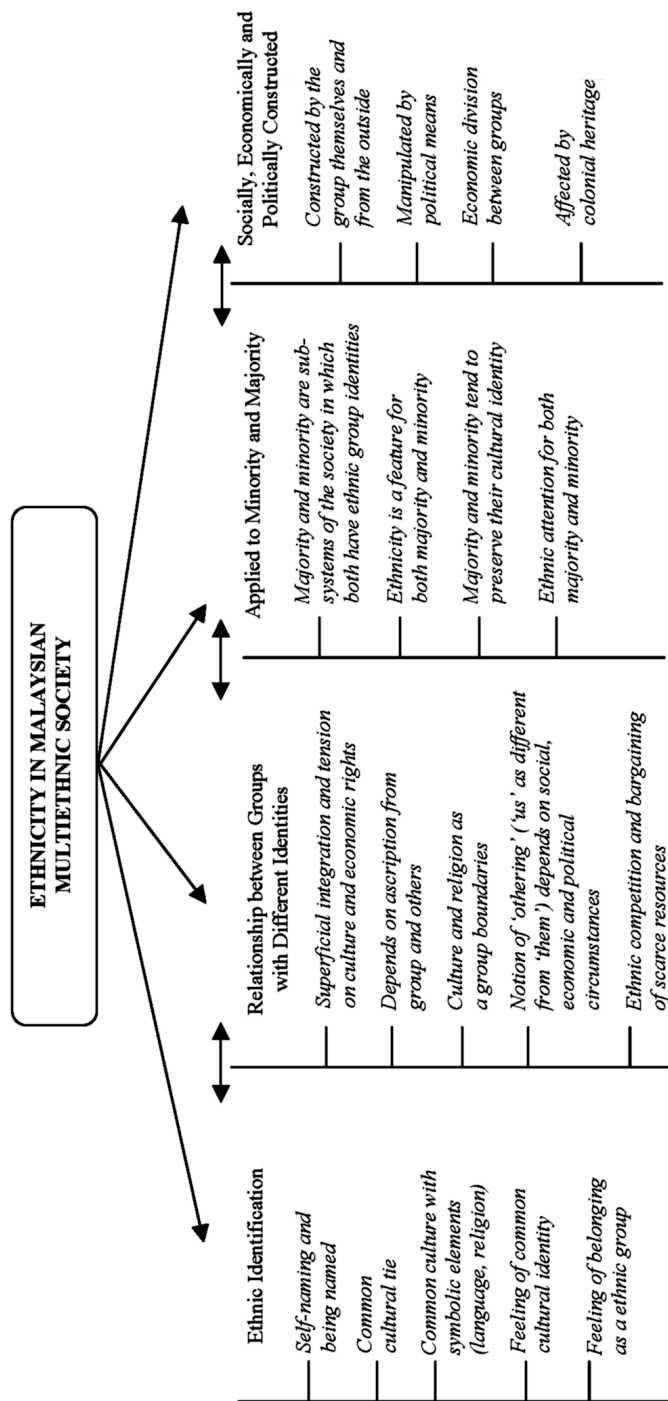 ETHNICITY IN MALAYSIAN
MULTIETHNIC SOCIETY
Ethnic Identification
Self-naming and
being named
Common
cultural tie
Common culture with
symbolic elements
(language, religion)
Feeling of common
cultural identity
Feeling of belonging
as a ethnic group
Relationship between Groups
with Different Identities
Superficial integration and tension
on culture and economic rights
Depends on ascription from
group and others
Culture and religion as
a group boundaries
Notion of ‘othering’ (‘us’ as different
from ‘them’) depends on social,
economic and political
circumstances
Ethnic competition and bargaining
of scarce resources
Applied to Minority and Majority
Majority and minority are sub-
systems of the society in which
both have ethnic group identities
Ethnicity is a feature for
both majority and minority
Majority and minority tend to
preserve their cultural identity
Ethnic attention for both
majority and minority
Socially, Economically and
Politically Constructed
Constructed by the
group themselves and
from the outside
Manipulated by
political means
Economic division
between groups
Affected by
colonial heritage